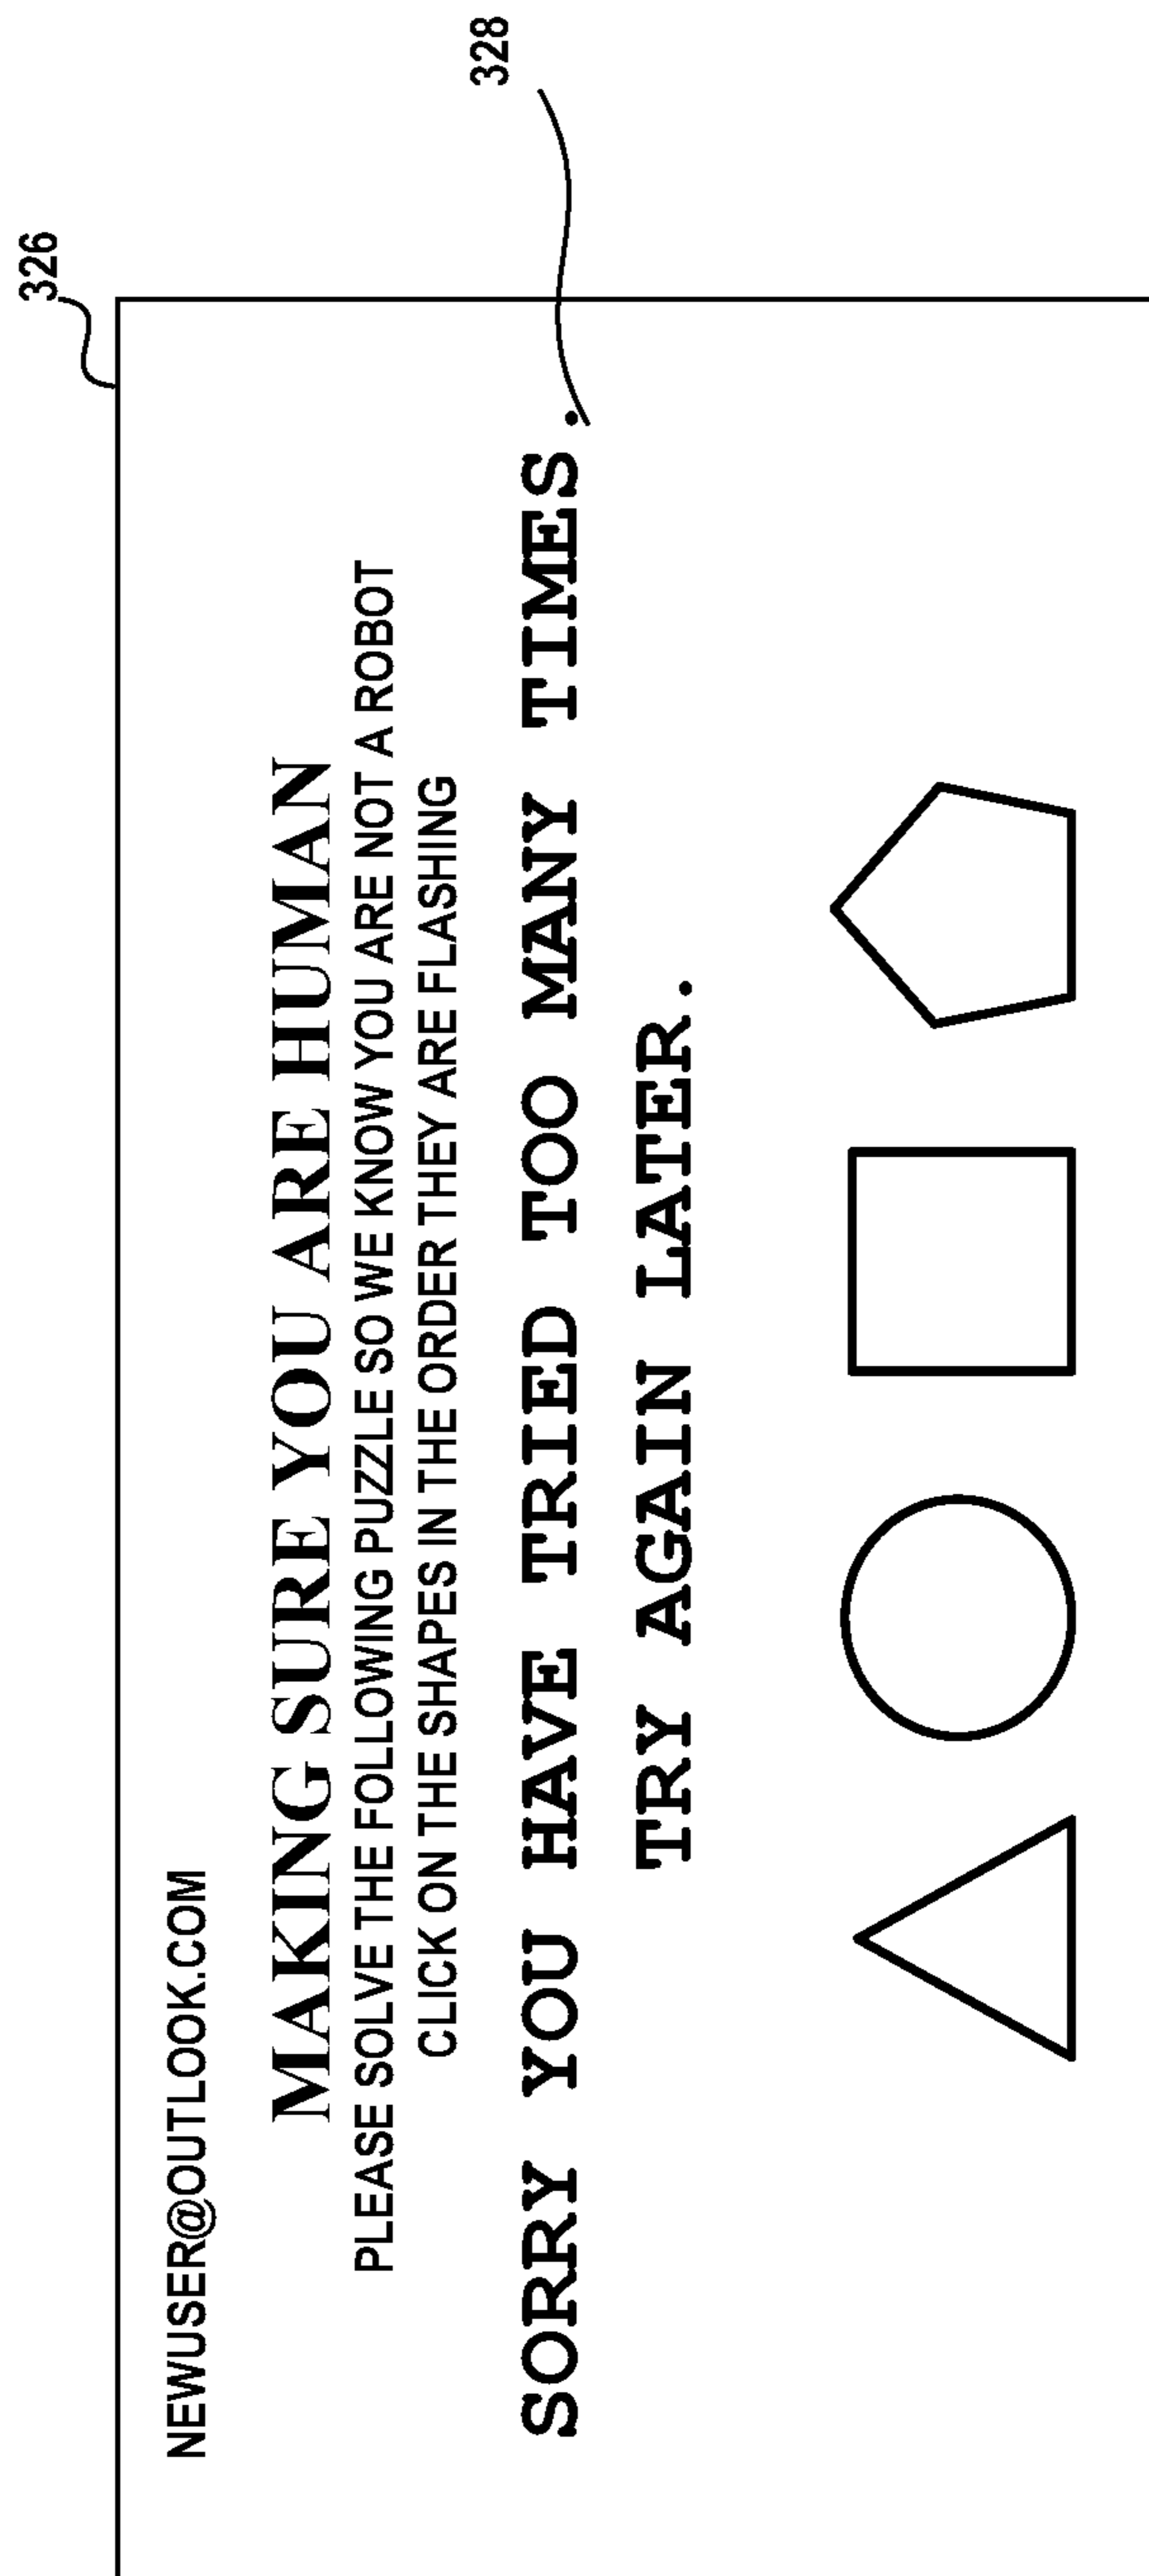 326
328
NEWUSER@OUTLOOK.COM
MAKING SURE YOU ARE HUMAN
PLEASE SOLVE THE FOLLOWING PUZZLE SO WE KNOW YOU ARE NOT A ROBOT
CLICK ON THE SHAPES IN THE ORDER THEY ARE FLASHING
SORRY YOU HAVE TRIED TOO MANY TIMES.
TRY AGAIN LATER.